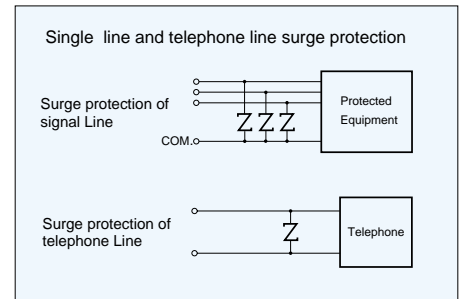 Single line and telephone line surge protection
Surge protection of
signal Line
Protected
Equipment
COM.
Surge protection of
telephone Line
Telephone